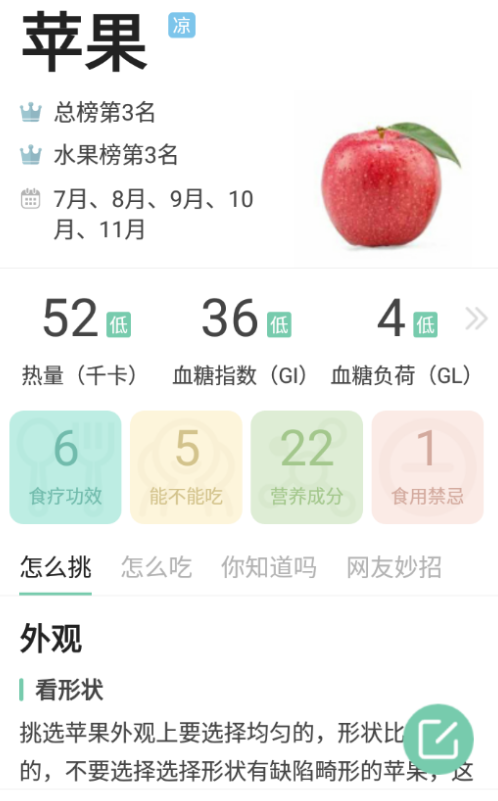 苹果 凉
总榜第3名
水果榜第3名
7月、8月、9月、10
月、11月
52 低 36 低 4 低
热量（千卡） 血糖指数（GI） 血糖负荷（GL）
6 5 22 1
食疗功效 能不能吃 营养成分 食用禁忌
怎么挑 怎么吃 你知道吗 网友妙招
外观
看形状
挑选苹果外观上要选择均匀的，形状比
的，不要选择选择形状有缺陷畸形的苹果，这